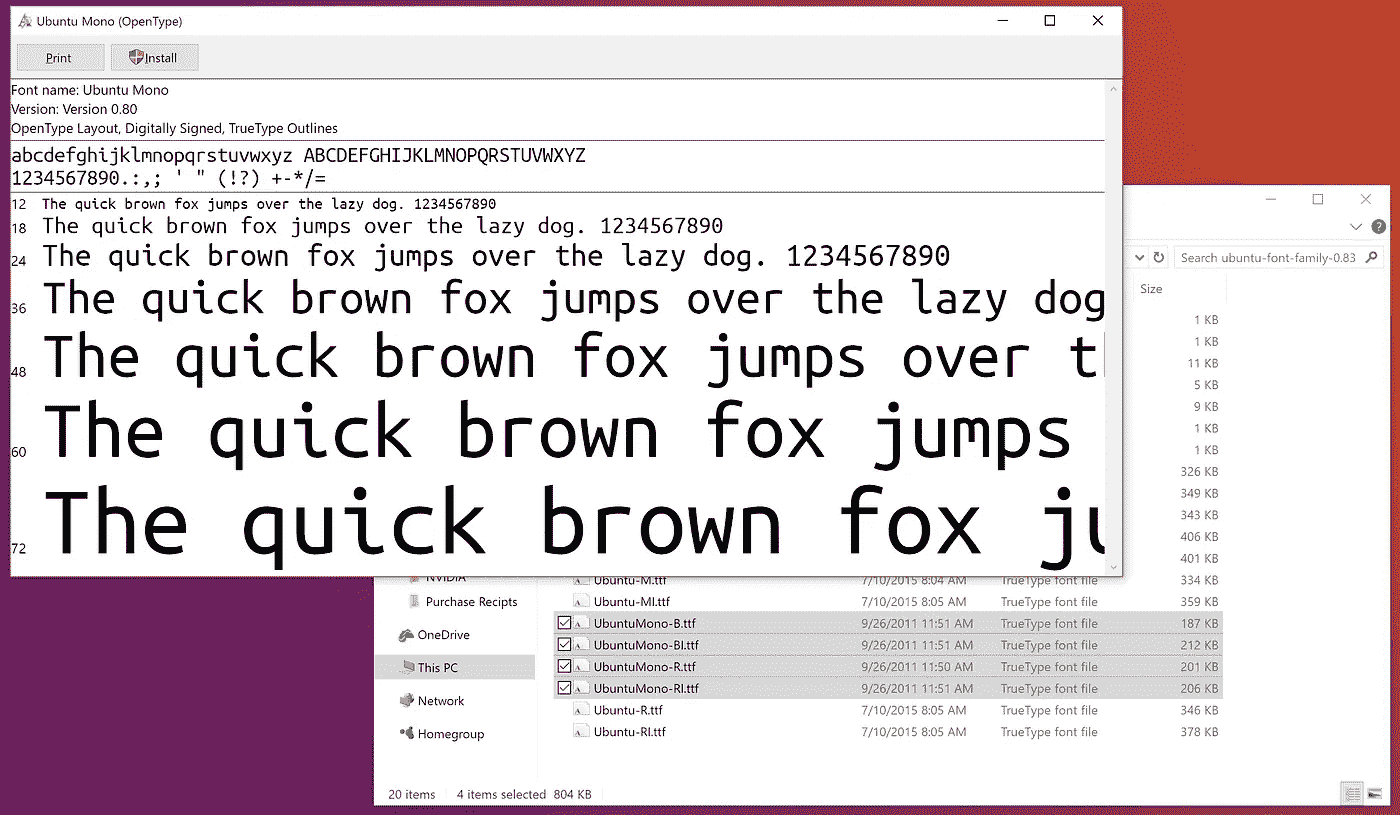 Ubuntu Mono (OpenType)
Print Install
Font name: Ubuntu Mono
Version: Version 0.80
OpenType Layout, Digitally Signed, TrueType Outlines
abcdefghijklmnopqrstuvwxyz ABCDEFGHIJKLMNOPQRSTUVWXYZ
1234567890.:,; ' " (!?) +-*/=
12 The quick brown fox jumps over the lazy dog. 1234567890
18 The quick brown fox jumps over the lazy dog. 1234567890
24 The quick brown fox jumps over the lazy dog. 1234567890
36 The quick brown fox jumps over the lazy dog
48 The quick brown fox jumps over th
60 The quick brown fox jumps
72 The quick brown fox ju
Search ubuntu-font-family-0.83
Size
1 KB
1 KB
11 KB
5 KB
9 KB
1 KB
1 KB
326 KB
349 KB
343 KB
406 KB
401 KB
NVIDIA
Purchase Recipts
OneDrive
This PC
Network
Homegroup
Ubuntu-M.ttf 7/10/2015 8:04 AM TrueType font file 334 KB
Ubuntu-MI.ttf 7/10/2015 8:05 AM TrueType font file 359 KB
UbuntuMono-B.ttf 9/26/2011 11:51 AM TrueType font file 187 KB
UbuntuMono-BI.ttf 9/26/2011 11:51 AM TrueType font file 212 KB
UbuntuMono-R.ttf 9/26/2011 11:50 AM TrueType font file 201 KB
UbuntuMono-RI.ttf 9/26/2011 11:51 AM TrueType font file 206 KB
Ubuntu-R.ttf 7/10/2015 8:05 AM TrueType font file 346 KB
Ubuntu-RI.ttf 7/10/2015 8:05 AM TrueType font file 378 KB
20 items 4 items selected 804 KB